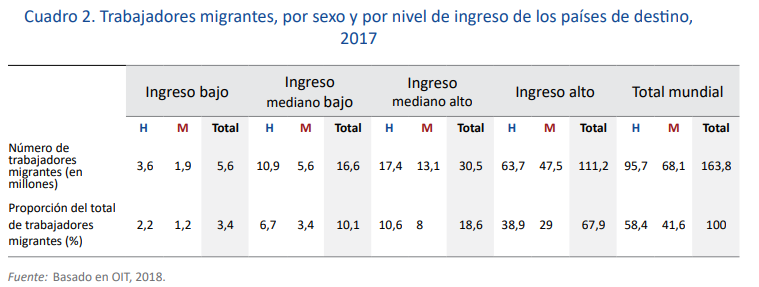 Cuadro 2. Trabajadores migrantes, por sexo y por nivel de ingreso de los países de destino,
2017
Ingreso bajo Ingreso mediano bajo Ingreso mediano alto Ingreso alto Total mundial
H M Total H M Total H M Total H M Total H M Total
Número de
trabajadores
migrantes (en
millones)
3,6 1,9 5,6 10,9 5,6 16,6 17,4 13,1 30,5 63,7 47,5 111,2 95,7 68,1 163,8
Proporción del total
de trabajadores
migrantes (%)
2,2 1,2 3,4 6,7 3,4 10,1 10,6 8 18,6 38,9 29 67,9 58,4 41,6 100
Fuente: Basado en OIT, 2018.